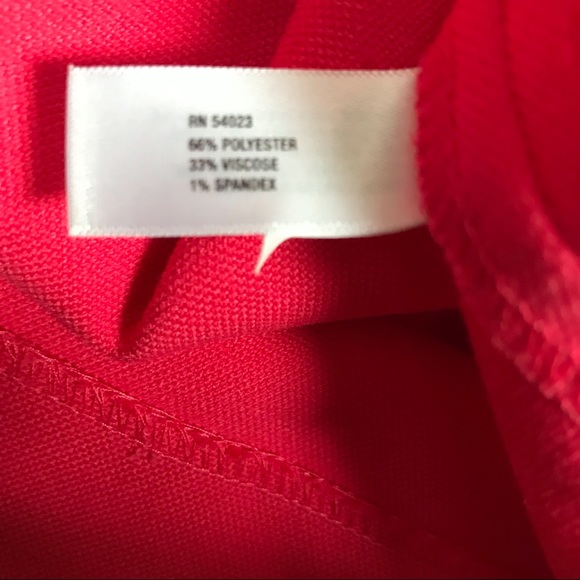 RN 54023
66% POLYESTER
33% VISCOSE
1% SPANDEX